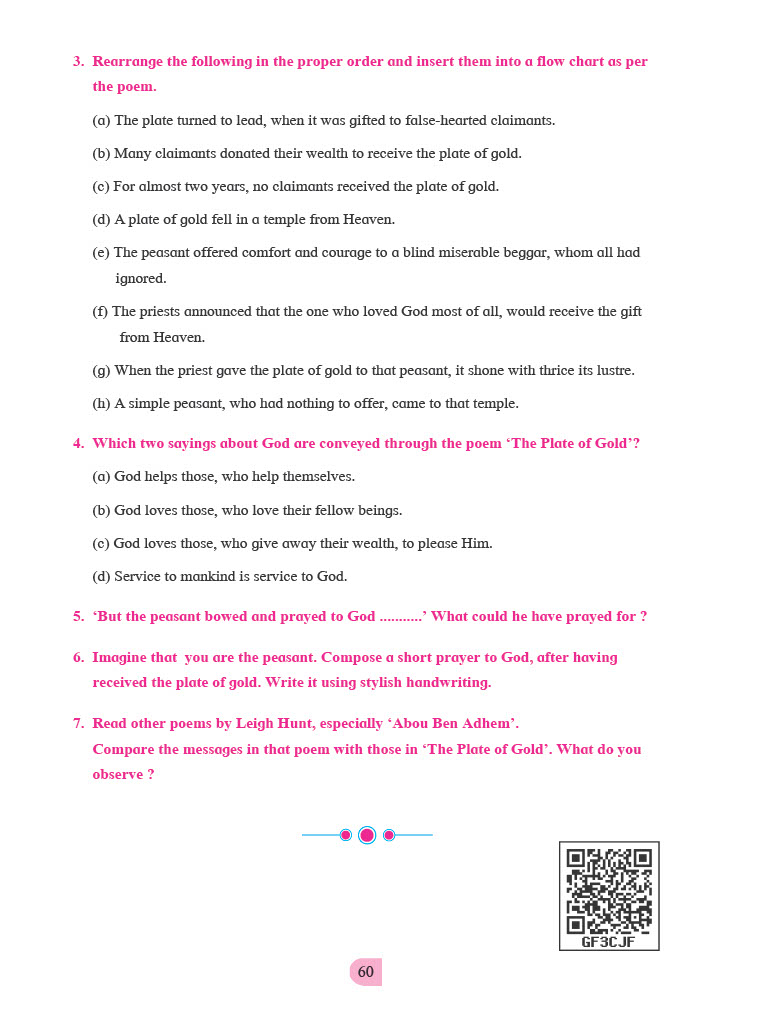 3. Rearrange the following in the proper order and insert them into a flow chart as per
the poem.
(a) The plate turned to lead, when it was gifted to false-hearted claimants.
(b) Many claimants donated their wealth to receive the plate of gold.
(c) For almost two years, no claimants received the plate of gold.
(d) A plate of gold fell in a temple from Heaven.
(e) The peasant offered comfort and courage to a blind miserable beggar, whom all had
ignored.
(f) The priests announced that the one who loved God most of all, would receive the gift
from Heaven.
(g) When the priest gave the plate of gold to that peasant, it shone with thrice its lustre.
(h) A simple peasant, who had nothing to offer, came to that temple.
4. Which two sayings about God are conveyed through the poem ‘The Plate of Gold’?
(a) God helps those, who help themselves.
(b) God loves those, who love their fellow beings.
(c) God loves those, who give away their wealth, to please Him.
(d) Service to mankind is service to God.
5. ‘But the peasant bowed and prayed to God ...........’ What could he have prayed for ?
6. Imagine that you are the peasant. Compose a short prayer to God, after having
received the plate of gold. Write it using stylish handwriting.
7. Read other poems by Leigh Hunt, especially ‘Abou Ben Adhem’.
Compare the messages in that poem with those in ‘The Plate of Gold’. What do you
observe ?
GF3CJF
60